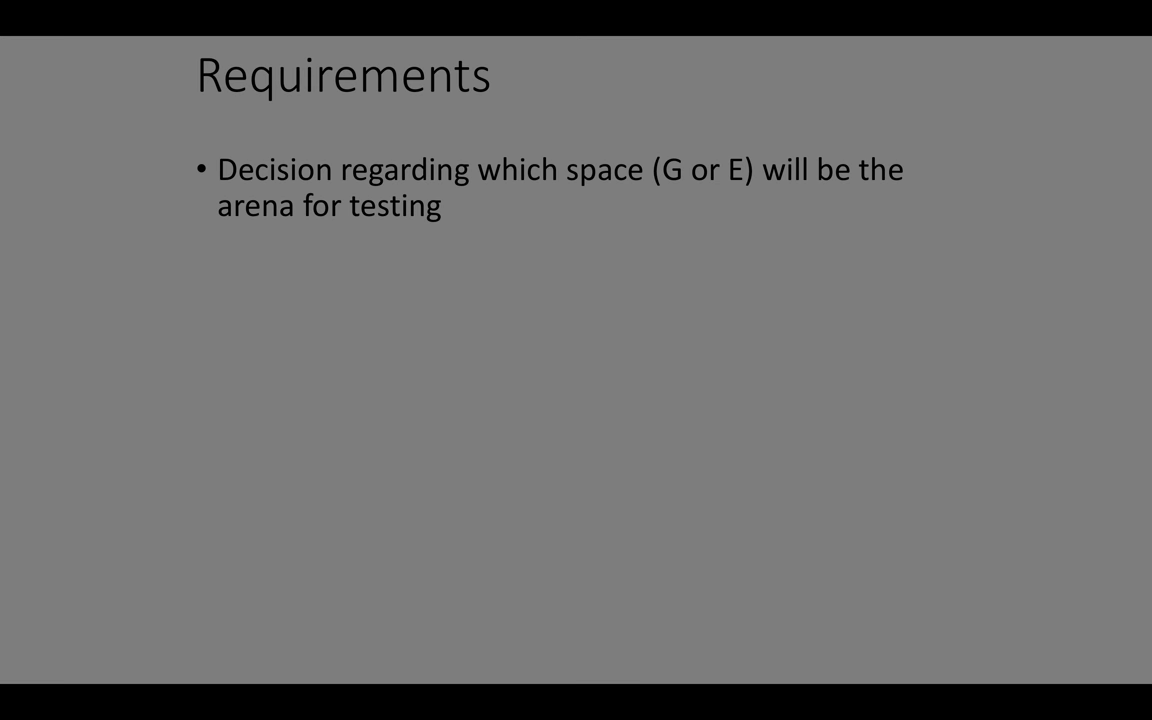 Requirements
• Decision regarding which space (G or E) will be the
arena for testing